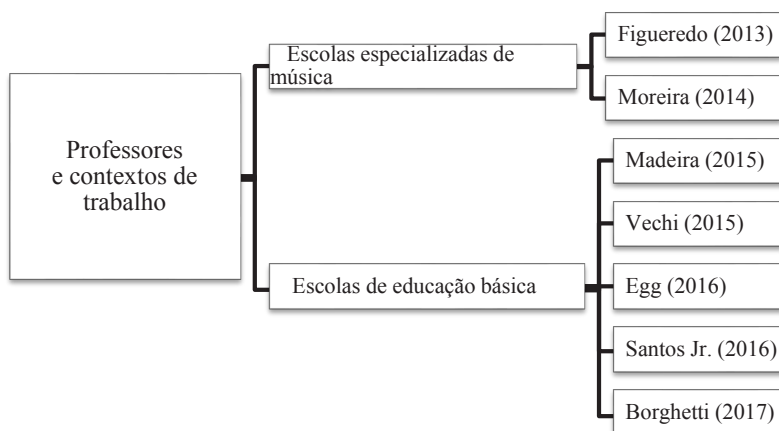 Professores
e contextos de
trabalho
Escolas especializadas de
música
Figueredo (2013)
Moreira (2014)
Escolas de educação básica
Madeira (2015)
Vechi (2015)
Egg (2016)
Santos Jr. (2016)
Borghetti (2017)